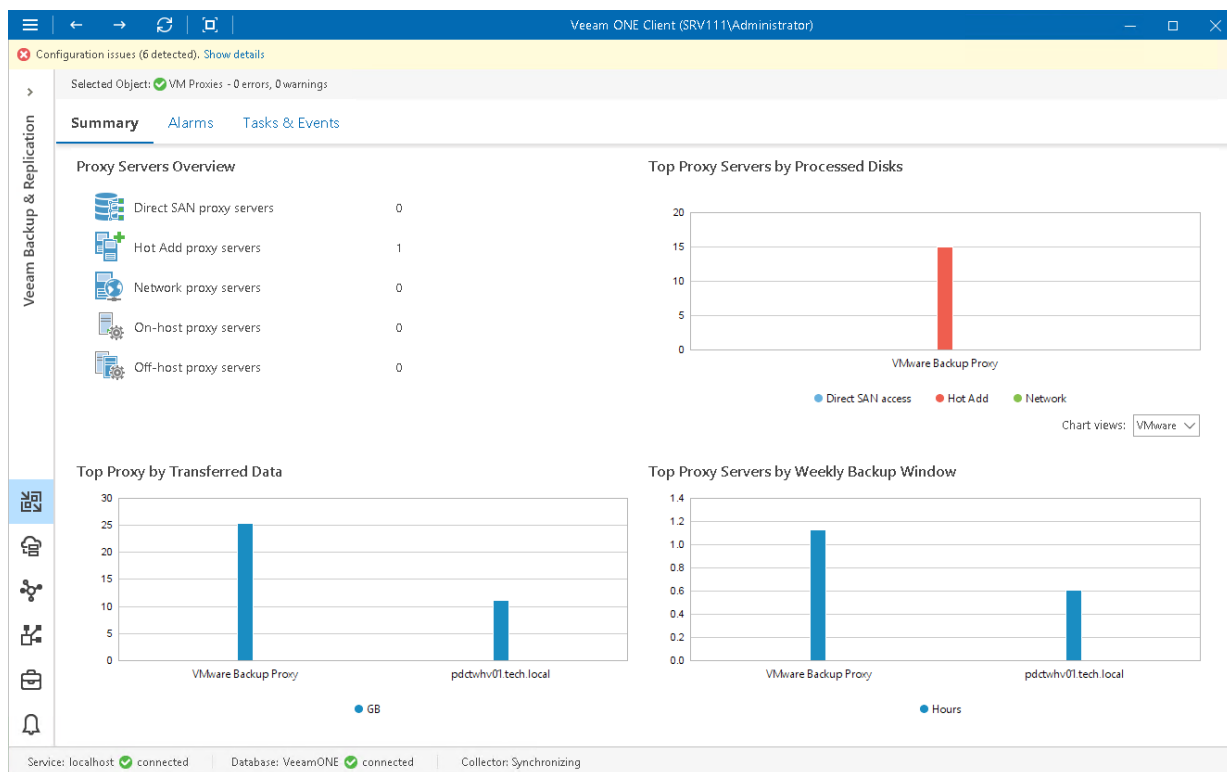 Veeam ONE Client (SRV111\Administrator)
Configuration issues (6 detected). Show details
Selected Object: VM Proxies - 0 errors, 0 warnings
Veeam Backup & Replication
Summary Alarms Tasks & Events
Proxy Servers Overview
Direct SAN proxy servers 0
Hot Add proxy servers 1
Network proxy servers 0
On-host proxy servers 0
Off-host proxy servers 0
Top Proxy Servers by Processed Disks
20
15
10
5
0
VMware Backup Proxy
Direct SAN access Hot Add Network
Chart views: VMware
Top Proxy by Transferred Data
30
25
20
15
10
5
0
VMware Backup Proxy pdctwhv01.tech.local
GB
Top Proxy Servers by Weekly Backup Window
1.4
1.2
1.0
0.8
0.6
0.4
0.2
0.0
VMware Backup Proxy pdctwhv01.tech.local
Hours
Service: localhost connected Database: VeeamONE connected Collector: Synchronizing